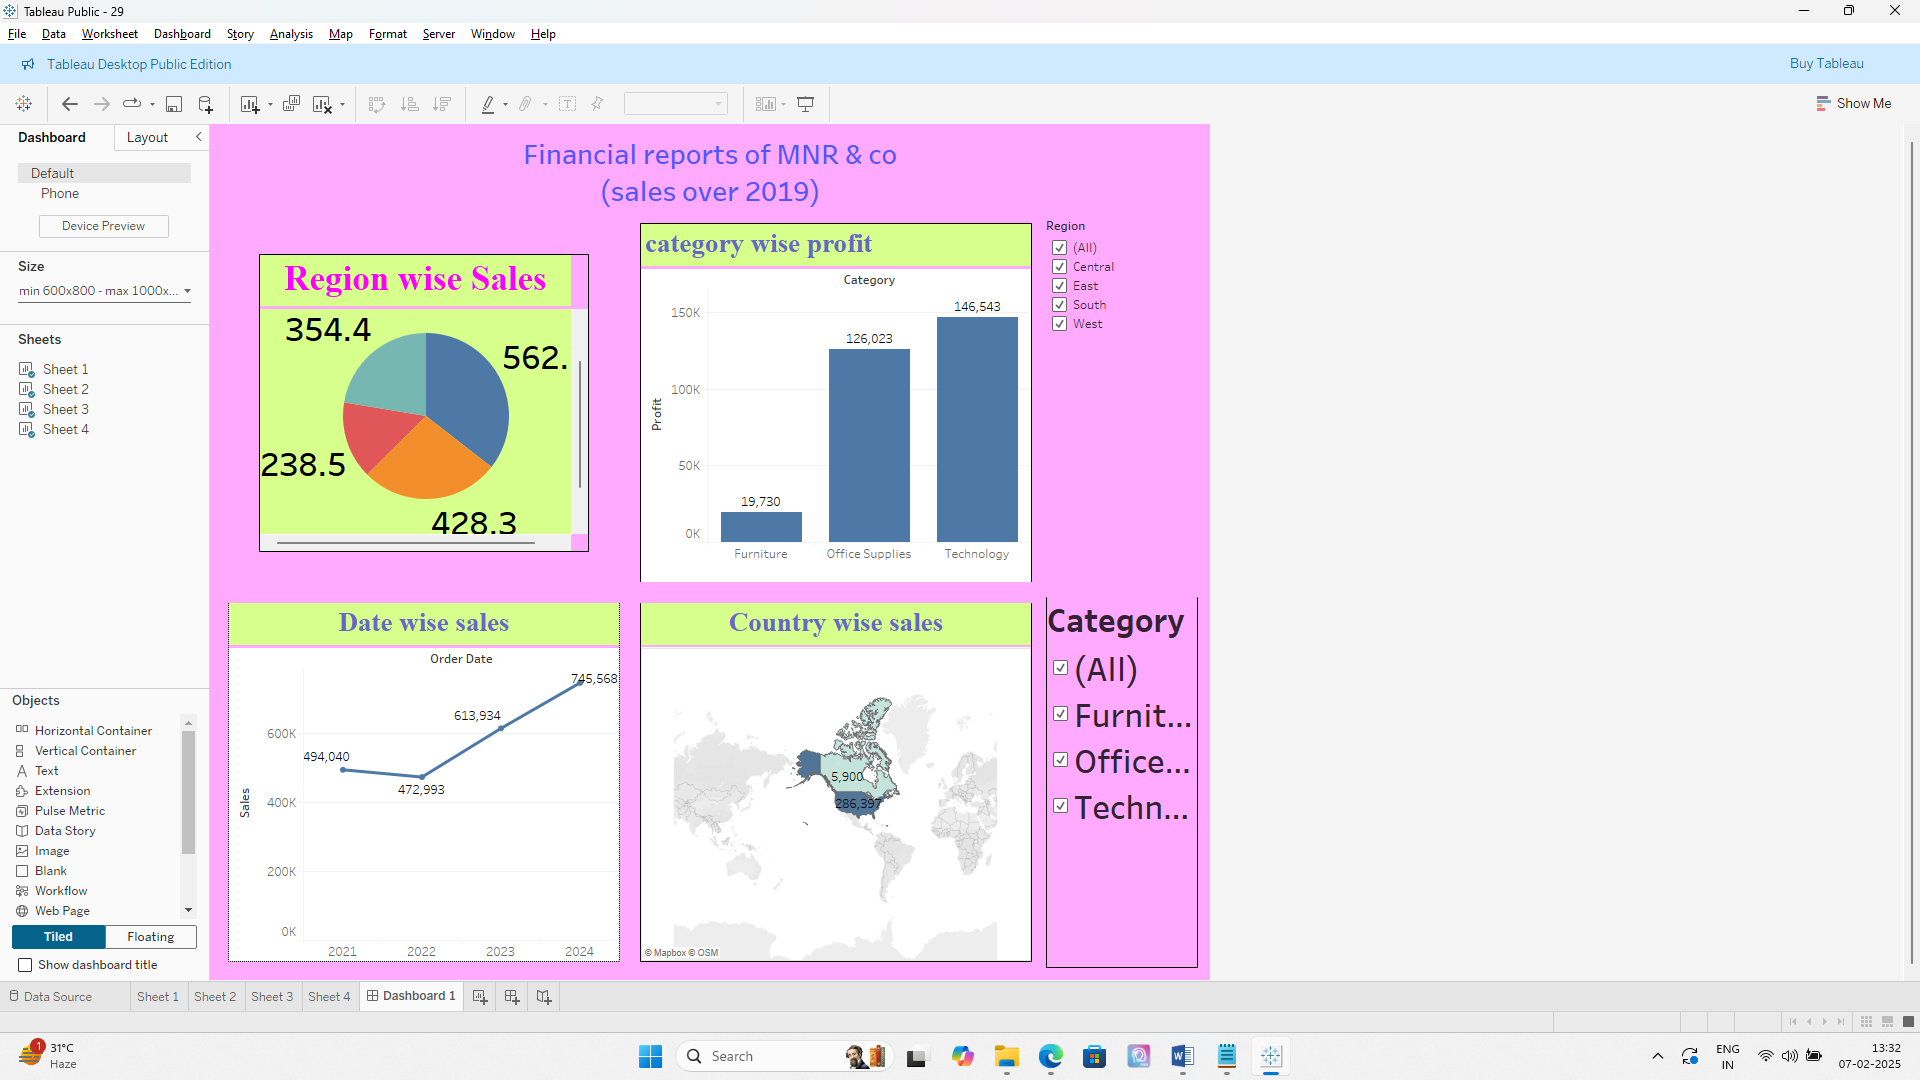 Tableau Public - 29
File Data Worksheet Dashboard Story Analysis Map Format Server Window Help
Tableau Desktop Public Edition
Buy Tableau
Show Me
Dashboard Layout
Default
Phone
Device Preview
Size
min 600x800 - max 1000x...
Sheets
Sheet 1
Sheet 2
Sheet 3
Sheet 4
Objects
Horizontal Container
Vertical Container
Text
Extension
Pulse Metric
Data Story
Image
Blank
Workflow
Web Page
Tiled Floating
Show dashboard title
Financial reports of MNR & co
(sales over 2019)
Region wise Sales
354.4
562.
238.5
428.3
category wise profit
Category
Profit
150K
100K
50K
0K
19,730
126,023
146,543
Furniture Office Supplies Technology
Region
(All)
Central
East
South
West
Date wise sales
Order Date
Sales
600K
400K
200K
0K
494,040
472,993
613,934
745,568
2021 2022 2023 2024
Country wise sales
5,900
286,397
© Mapbox © OSM
Category
(All)
Furnit...
Office...
Techn...
Data Source Sheet 1 Sheet 2 Sheet 3 Sheet 4 Dashboard 1
1
31°C
Haze
Search
ENG
IN
13:32
07-02-2025